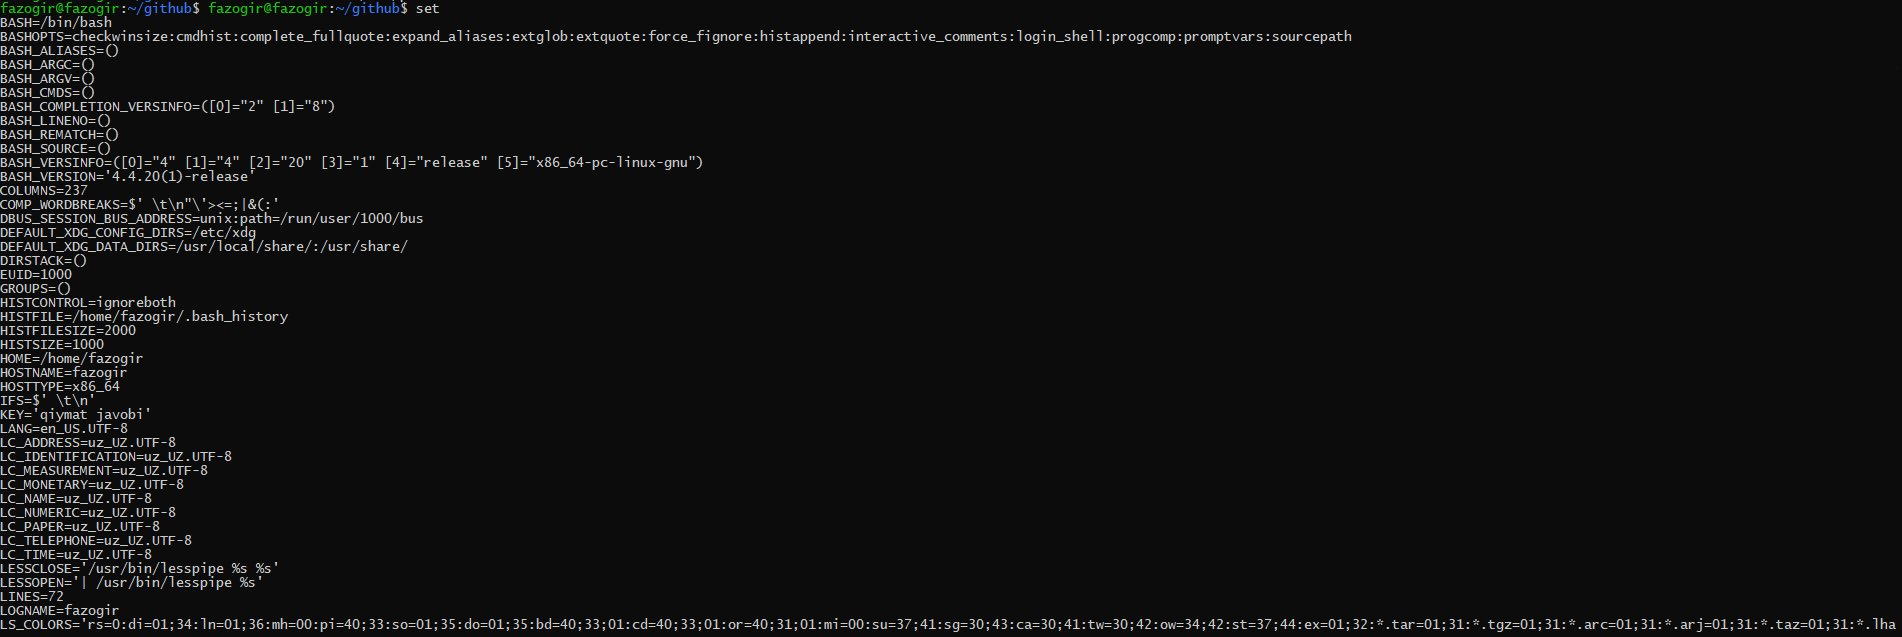 fazogir@fazogir:~/github$ fazogir@fazogir:~/github$ set
BASH=/bin/bash
BASHOPTS=checkwinsize:cmdhist:complete_fullquote:expand_aliases:extglob:extquote:force_fignore:histappend:interactive_comments:login_shell:progcomp:promptvars:sourcepath
BASH_ALIASES=()
BASH_ARGC=()
BASH_ARGV=()
BASH_CMDS=()
BASH_COMPLETION_VERSINFO=([0]="2" [1]="8")
BASH_LINENO=()
BASH_REMATCH=()
BASH_SOURCE=()
BASH_VERSINFO=([0]="4" [1]="4" [2]="20" [3]="1" [4]="release" [5]="x86_64-pc-linux-gnu")
BASH_VERSION='4.4.20(1)-release'
COLUMNS=237
COMP_WORDBREAKS=$' \t\n"\'><=;|&(:'
DBUS_SESSION_BUS_ADDRESS=unix:path=/run/user/1000/bus
DEFAULT_XDG_CONFIG_DIRS=/etc/xdg
DEFAULT_XDG_DATA_DIRS=/usr/local/share/:/usr/share/
DIRSTACK=()
EUID=1000
GROUPS=()
HISTCONTROL=ignoreboth
HISTFILE=/home/fazogir/.bash_history
HISTFILESIZE=2000
HISTSIZE=1000
HOME=/home/fazogir
HOSTNAME=fazogir
HOSTTYPE=x86_64
IFS=$' \t\n'
KEY='qiymat javobi'
LANG=en_US.UTF-8
LC_ADDRESS=uz_UZ.UTF-8
LC_IDENTIFICATION=uz_UZ.UTF-8
LC_MEASUREMENT=uz_UZ.UTF-8
LC_MONETARY=uz_UZ.UTF-8
LC_NAME=uz_UZ.UTF-8
LC_NUMERIC=uz_UZ.UTF-8
LC_PAPER=uz_UZ.UTF-8
LC_TELEPHONE=uz_UZ.UTF-8
LC_TIME=uz_UZ.UTF-8
LESSCLOSE='/usr/bin/lesspipe %s %s'
LESSOPEN='| /usr/bin/lesspipe %s'
LINES=72
LOGNAME=fazogir
LS_COLORS='rs=0:di=01;34:ln=01;36:mh=00:pi=40;33:so=01;35:do=01;35:bd=40;33;01:cd=40;33;01:or=40;31;01:mi=00:su=37;41:sg=30;43:ca=30;41:tw=30;42:ow=34;42:st=37;44:ex=01;32:*.tar=01;31:*.tgz=01;31:*.arc=01;31:*.arj=01;31:*.taz=01;31:*.lha